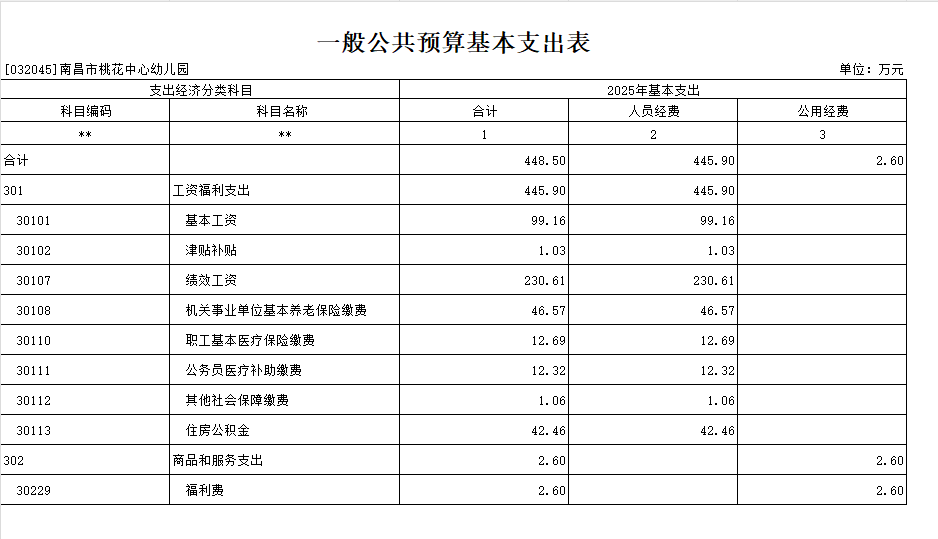 一般公共预算基本支出表
[032045]南昌市桃花中心幼儿园 单位：万元
支出经济分类科目 2025年基本支出
科目编码 科目名称 合计 人员经费 公用经费
** ** 1 2 3
合计 448.50 445.90 2.60
301 工资福利支出 445.90 445.90
30101 基本工资 99.16 99.16
30102 津贴补贴 1.03 1.03
30107 绩效工资 230.61 230.61
30108 机关事业单位基本养老保险缴费 46.57 46.57
30110 职工基本医疗保险缴费 12.69 12.69
30111 公务员医疗补助缴费 12.32 12.32
30112 其他社会保障缴费 1.06 1.06
30113 住房公积金 42.46 42.46
302 商品和服务支出 2.60 2.60
30229 福利费 2.60 2.60